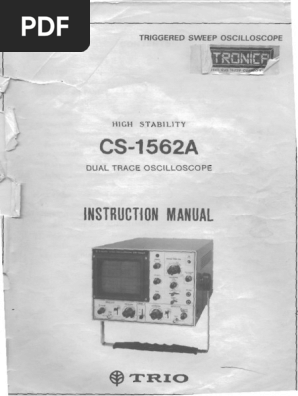 PDF
TRIGGERED SWEEP OSCILLOSCOPE
TRONICA
HIGH STABILITY
CS-1562A
DUAL TRACE OSCILLOSCOPE
INSTRUCTION MANUAL
TRIO